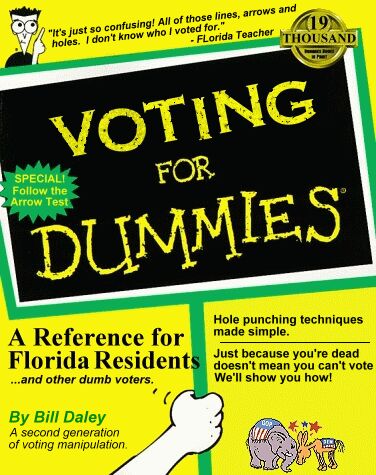 "It's just so confusing! All of those lines, arrows and
holes. I don't know who I voted for."
- FLorida Teacher
19
THOUSAND
VOTING
FOR
DUMMIES®
SPECIAL!
Follow the
Arrow Test
A Reference for
Florida Residents
...and other dumb voters.
By Bill Daley
A second generation
of voting manipulation.
Hole punching techniques
made simple.
Just because you're dead
doesn't mean you can't vote
We'll show you how!
GOP
DEM